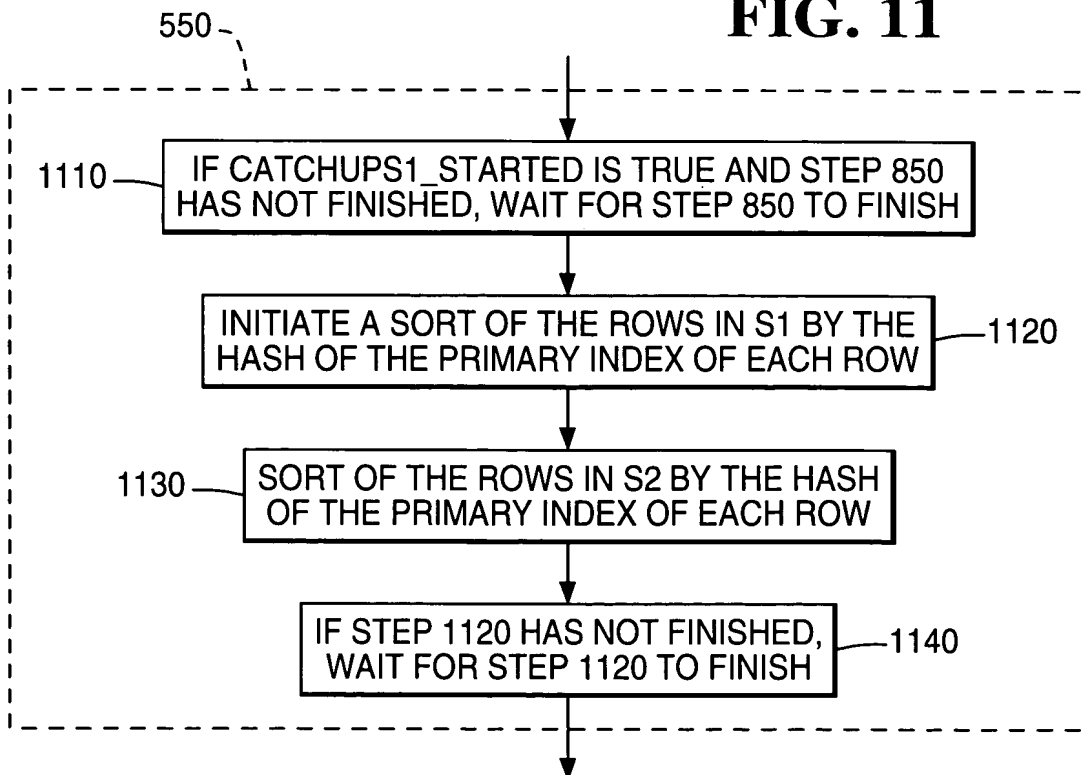 FIG. 11
550
1110
IF CATCHUPS1_STARTED IS TRUE AND STEP 850
HAS NOT FINISHED, WAIT FOR STEP 850 TO FINISH
INITIATE A SORT OF THE ROWS IN S1 BY THE
HASH OF THE PRIMARY INDEX OF EACH ROW
1120
1130
SORT OF THE ROWS IN S2 BY THE HASH
OF THE PRIMARY INDEX OF EACH ROW
IF STEP 1120 HAS NOT FINISHED,
WAIT FOR STEP 1120 TO FINISH
1140